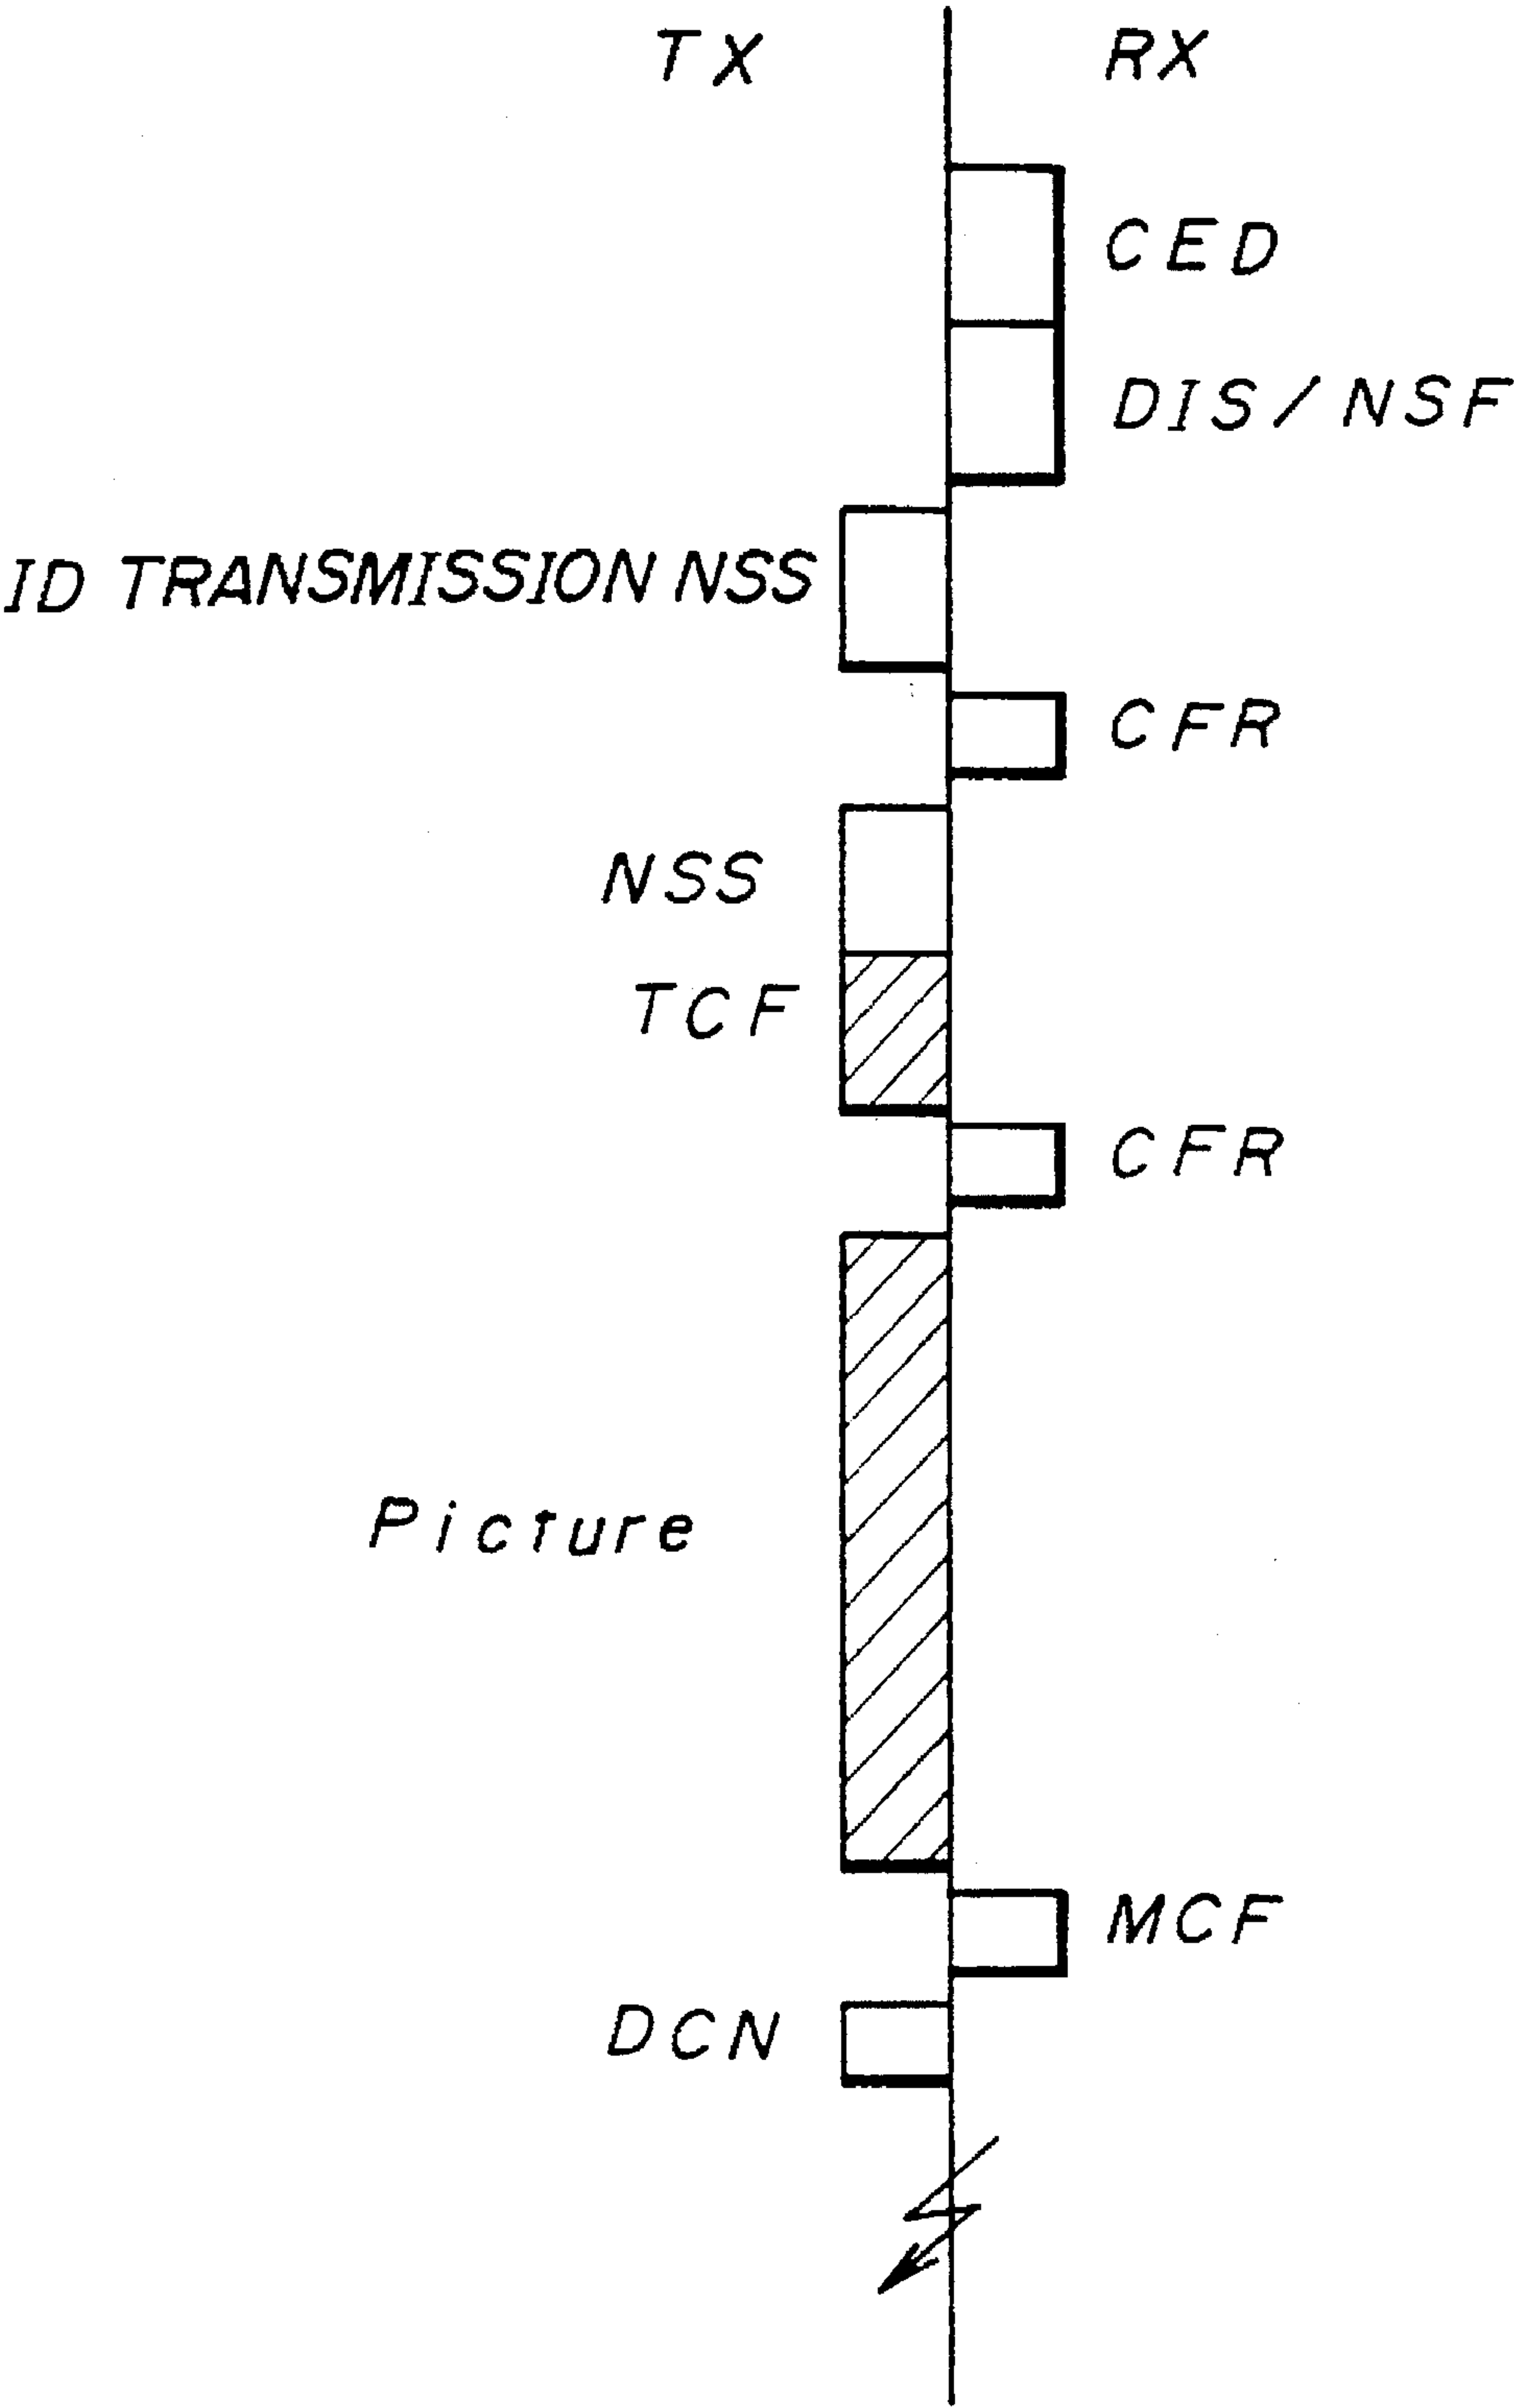 TX
RX
CED
DIS/NSF
ID TRANSMISSION NSS
CFR
NSS
TCF
CFR
Picture
MCF
DCN